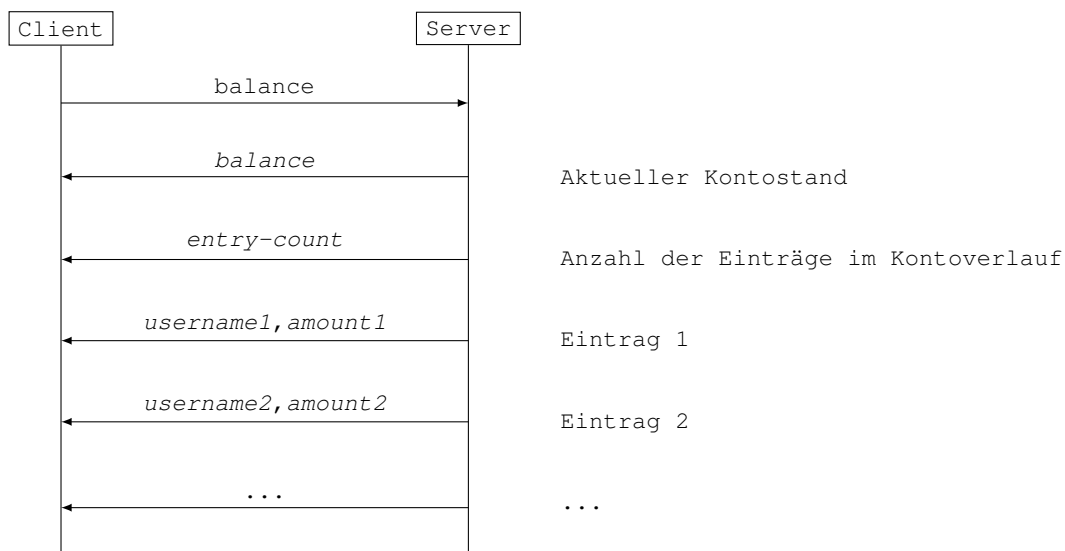 Client Server
balance
balance
Aktueller Kontostand
entry-count
Anzahl der Einträge im Kontoverlauf
username1,amount1
Eintrag 1
username2,amount2
Eintrag 2
...
...